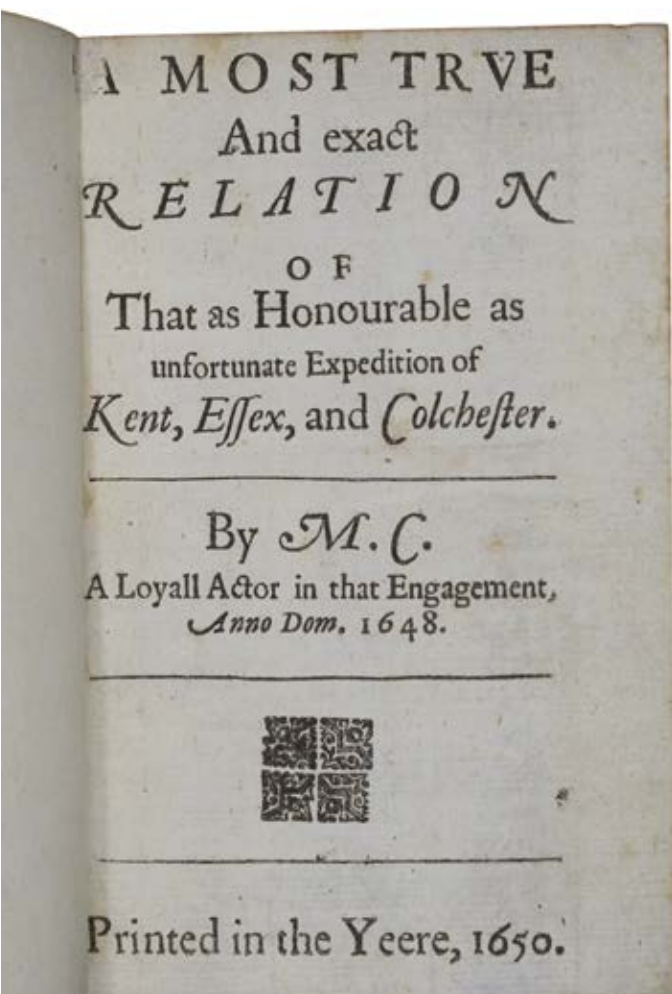 A MOST TRVE
And exact
RELATION
OF
That as Honourable as
unfortunate Expedition of
Kent, Eſſex, and Colcheſter.
By M. C.
A Loyall Actor in that Engagement,
Anno Dom. 1648.
Printed in the Yeere, 1650.